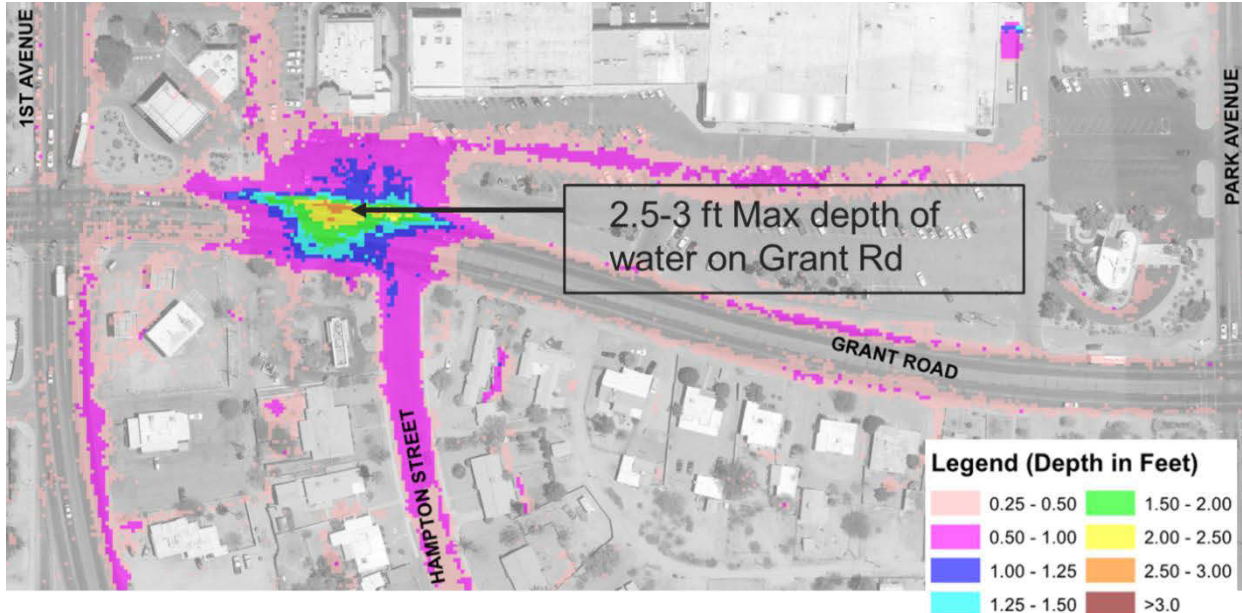 1ST AVENUE
PARK AVENUE
2.5-3 ft Max depth of
water on Grant Rd
GRANT ROAD
HAMPTON STREET
Legend (Depth in Feet)
0.25 - 0.50
0.50 - 1.00
1.00 - 1.25
1.25 - 1.50
1.50 - 2.00
2.00 - 2.50
2.50 - 3.00
>3.0